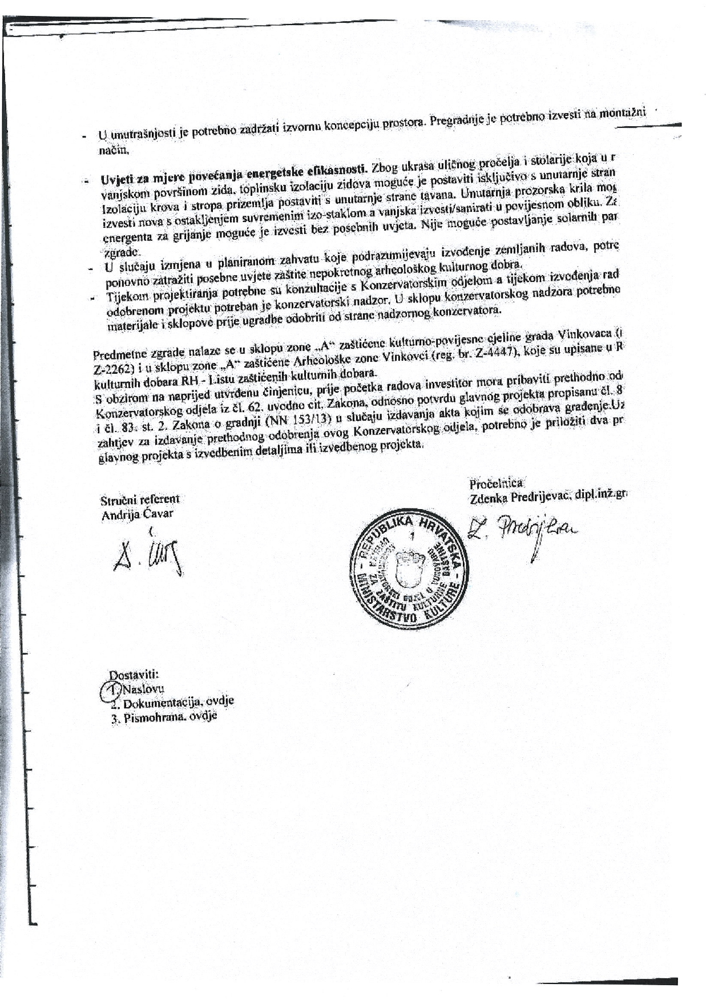 - U unutrašnjosti je potrebno zadržati izvornu koncepciju prostora. Pregradnje je potrebno izvesti na montažni
način.
- Uvjeti za mjere povećanja energetske efikasnosti. Zbog ukrasa uličnog pročelja i stolarije koja u r
vanjskom površinom zida, toplinsku izolaciju zidova moguće je postaviti isključivo s unutarnje stran
Izolaciju krova i stropa prizemlja postaviti s unutarnje strane tavana. Unutarnja prozorska krila mog
izvesti nova s ostakljenjem suvremenim izo-staklom a vanjska izvesti/sanirati u povijesnom obliku. Za
energenta za grijanje moguće je izvesti bez posebnih uvjeta. Nije moguće postavljanje solarnih par
zgrade.
- U slučaju izmjena u planiranom zahvatu koje podrazumijevaju izvođenje zemljanih radova, potre
ponovno zatražiti posebne uvjete zaštite nepokretnog arheološkog kulturnog dobra.
- Tijekom projektiranja potrebne su konzultacije s Konzervatorskim odjelom a tijekom izvođenja rad
odobrenom projektu potreban je konzervatorski nadzor. U sklopu konzervatorskog nadzora potrebno
materijale i sklopove prije ugradbe odobriti od strane nadzornog konzervatora.
Predmetne zgrade nalaze se u sklopu zone „A“ zaštićene kulturno-povijesne cjeline grada Vinkovaca (r
Z-2262) i u sklopu zone „A“ zaštićene Arheološke zone Vinkovci (reg. br. Z-4447), koje su upisane u R
kulturnih dobara RH - Listu zaštićenih kulturnih dobara.
S obzirom na naprijed utvrđenu činjenicu, prije početka radova investitor mora pribaviti prethodno od
Konzervatorskog odjela iz čl. 62. uvodno cit. Zakona, odnosno potvrdu glavnog projekta propisanu čl. 8
i čl. 83. st. 2. Zakona o gradnji (NN 153/13) u slučaju izdavanja akta kojim se odobrava građenje.Uz
zahtjev za izdavanje prethodnog odobrenja ovog Konzervatorskog odjela, potrebno je priložiti dva pr
glavnog projekta s izvedbenim detaljima ili izvedbenog projekta.
Pročelnica
Zdenka Predrijevac, dipl.inž.gr
Stručni referent
Andrija Ćavar
Z. Predrijevac
REPUBLIKA HRVATSKA
1
MINISTARSTVO KULTURE
UPRAVA ZA ZAŠTITU KULTURNE BAŠTINE
KONZERVATORSKI ODJEL U VUKOVARU
Dostaviti:
1. Naslovu
2. Dokumentacija, ovdje
3. Pismohrana, ovdje